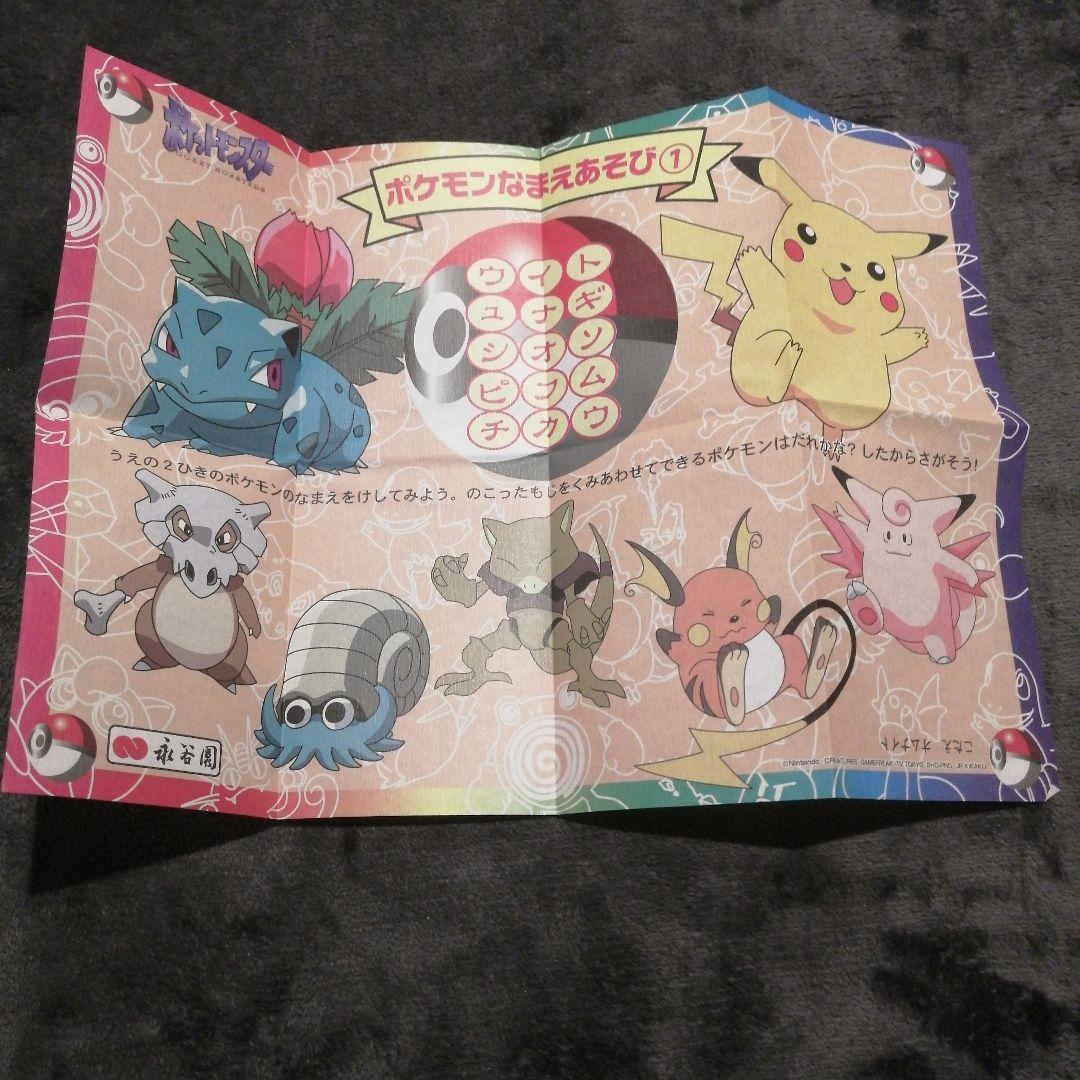 ポケットモンスター
POCKET MONSTERS
ポケモンなまえあそび①
ウイト
ユナギ
シオソ
ピフム
チカウ
うえの2ひきのポケモンのなまえをけしてみよう。のこったもじをくみあわせてできるポケモンはだれかな?したからさがそう!
永谷園
こたえ オムナイト
©Nintendo・CREATURES・GAMEFREAK・TV TOKYO・SHO-PRO・JR KIKAKU